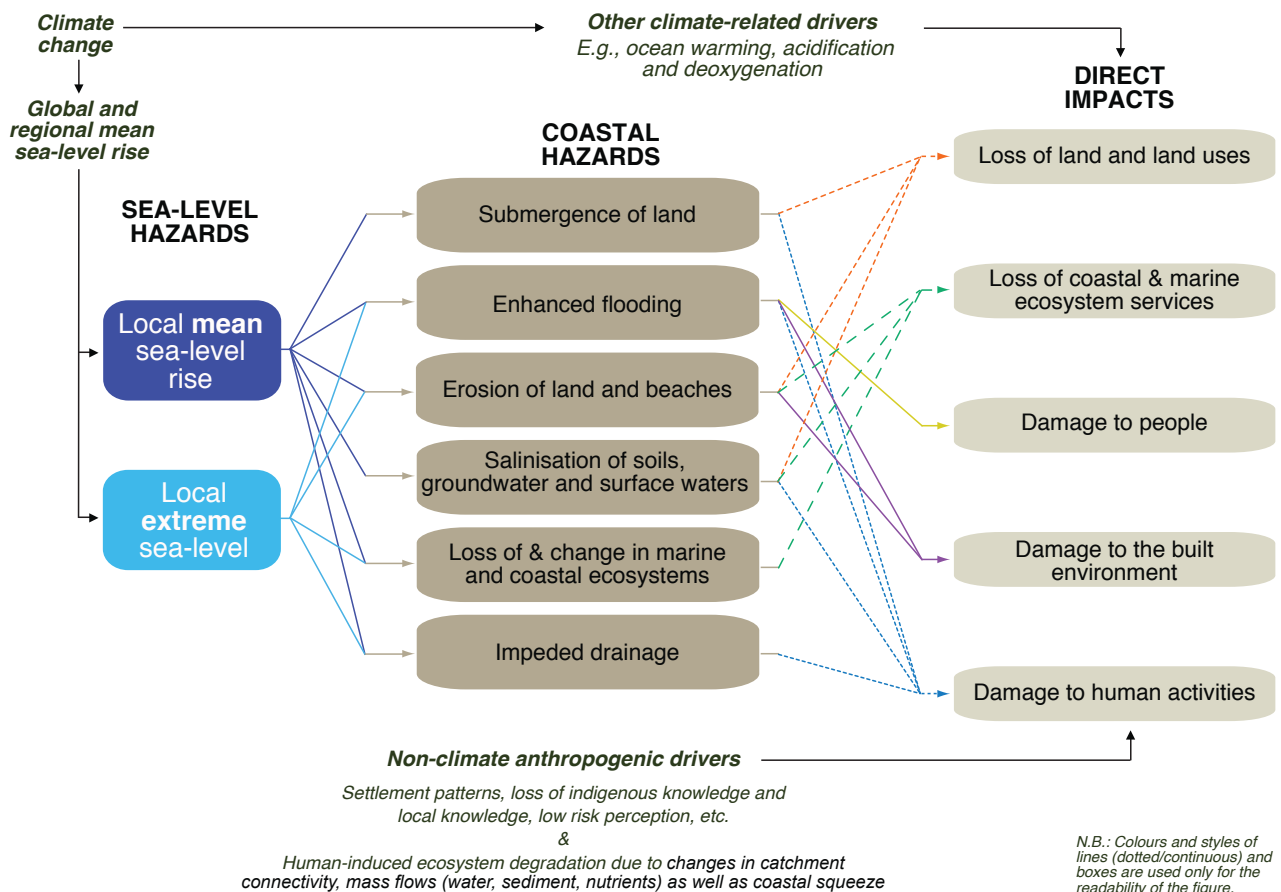 Climate
change
Other climate-related drivers
E.g., ocean warming, acidification
and deoxygenation
DIRECT
IMPACTS
Global and
regional mean
sea-level rise
COASTAL
HAZARDS
SEA-LEVEL
HAZARDS
Local mean
sea-level
rise
Local
extreme
sea-level
Submergence of land
Enhanced flooding
Erosion of land and beaches
Salinisation of soils,
groundwater and surface waters
Loss of & change in marine
and coastal ecosystems
Impeded drainage
Loss of land and land uses
Loss of coastal & marine
ecosystem services
Damage to people
Damage to the built
environment
Damage to human activities
Non-climate anthropogenic drivers
Settlement patterns, loss of indigenous knowledge and
local knowledge, low risk perception, etc.
&
Human-induced ecosystem degradation due to changes in catchment
connectivity, mass flows (water, sediment, nutrients) as well as coastal squeeze
N.B.: Colours and styles of
lines (dotted/continuous) and
boxes are used only for the
readability of the figure.